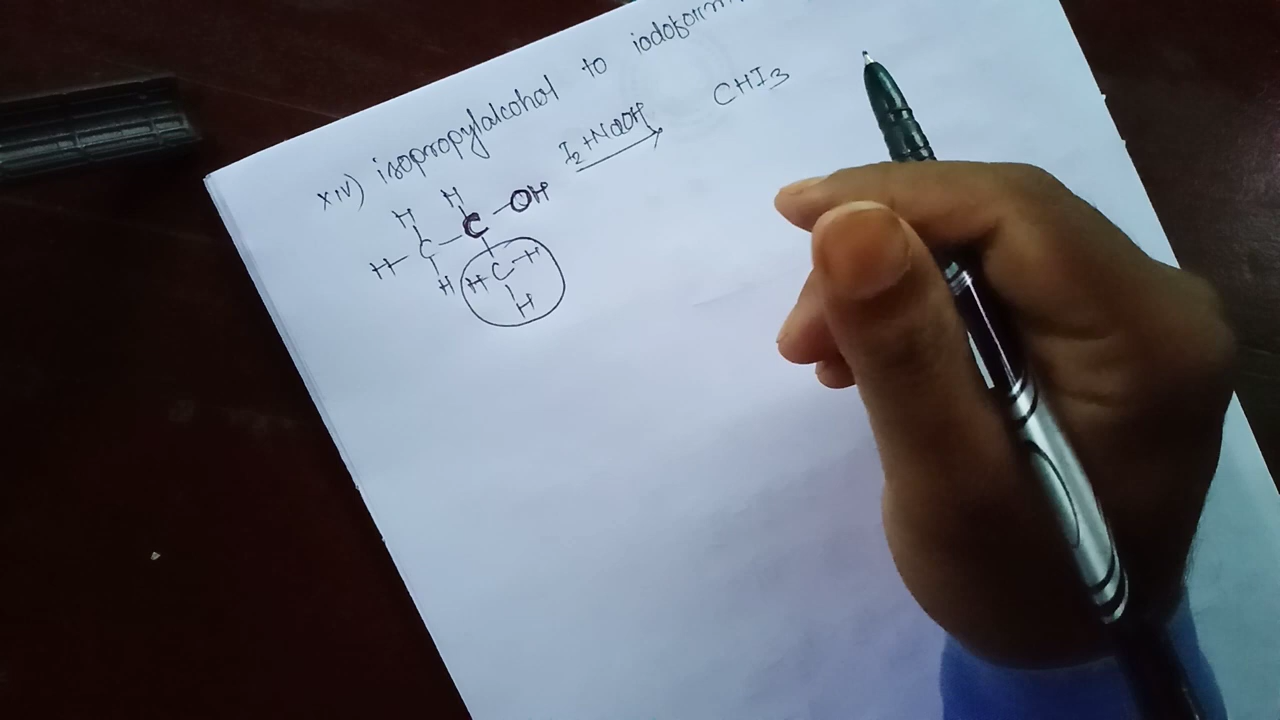 xiv) isopropylalcohol to iodoform
I2+NaOH
CHI3
H H
H C C OH
H H C H
H